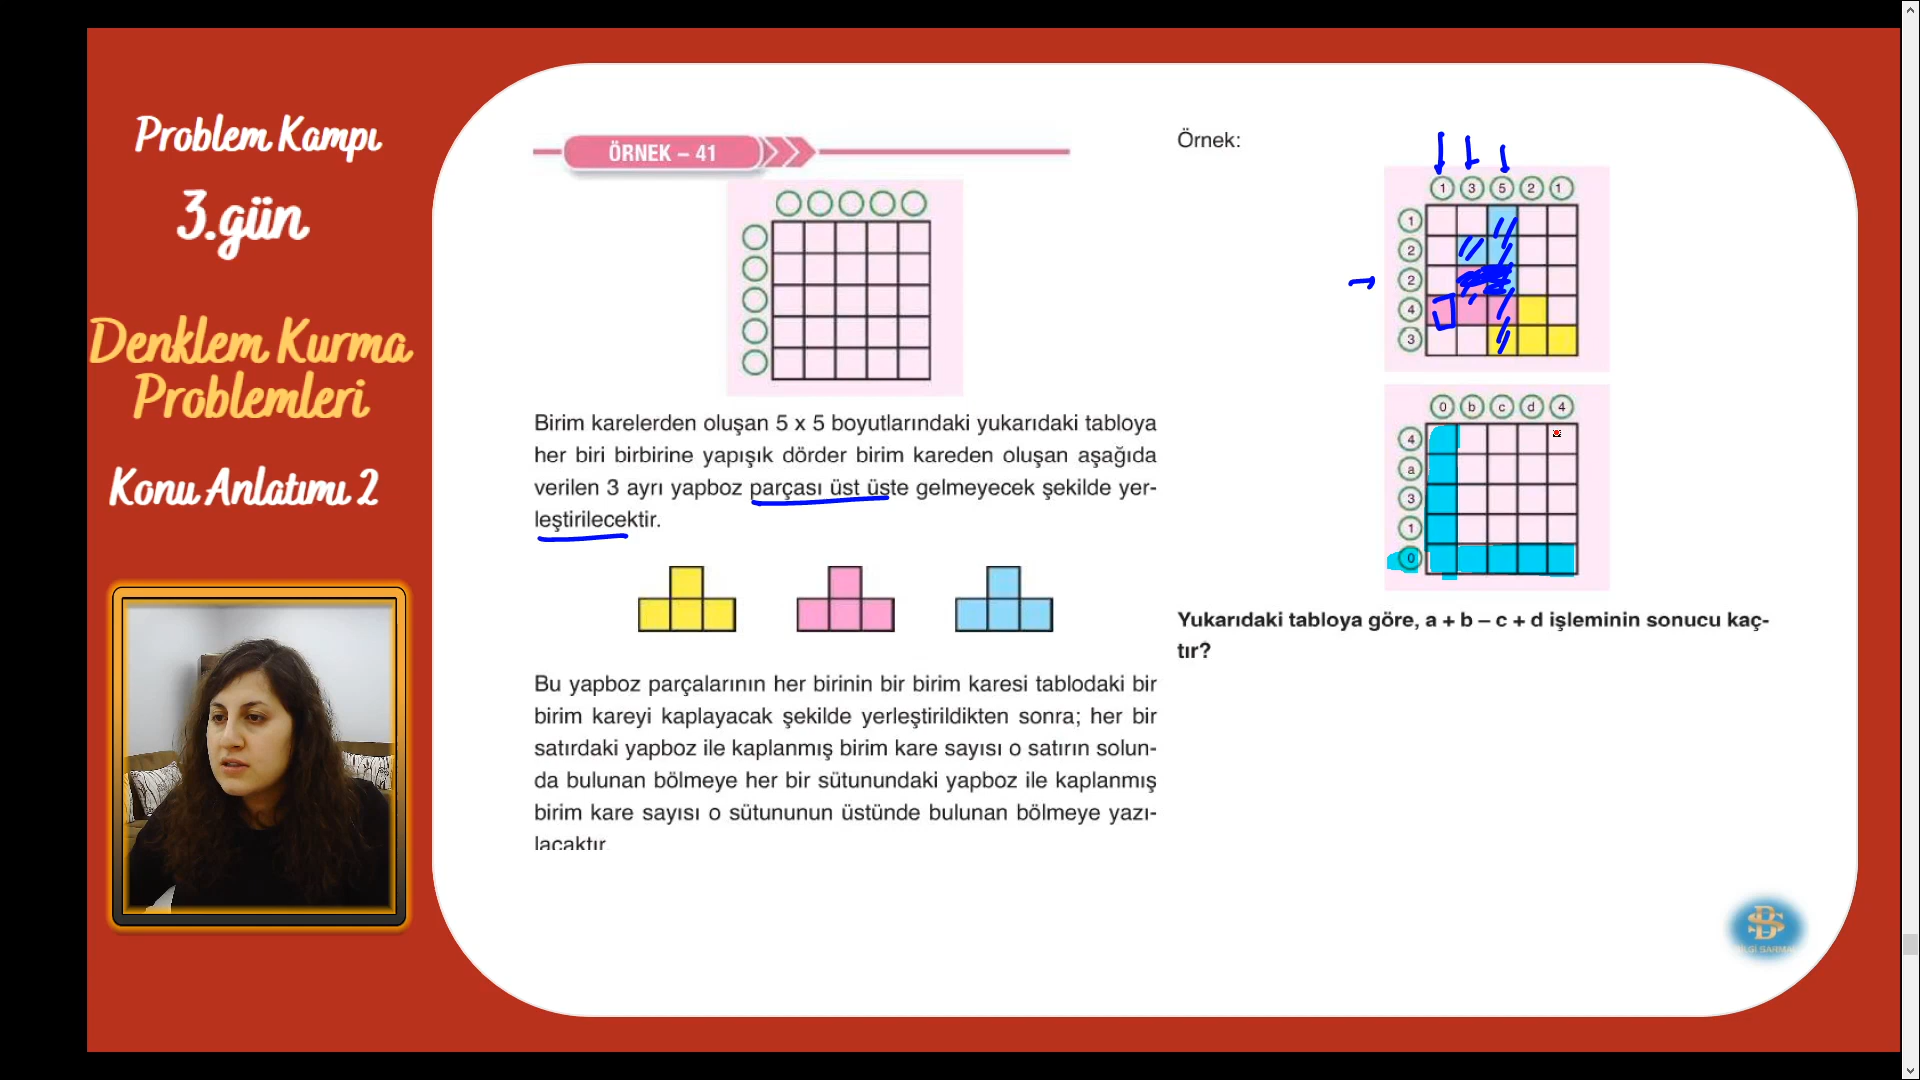 Problem Kampı
3.gün
Denklem Kurma
Problemleri
Konu Anlatımı 2
ÖRNEK – 41
Birim karelerden oluşan 5 x 5 boyutlarındaki yukarıdaki tabloya
her biri birbirine yapışık dörder birim kareden oluşan aşağıda
verilen 3 ayrı yapboz parçası üst üste gelmeyecek şekilde yer-
leştirilecektir.
Bu yapboz parçalarının her birinin bir birim karesi tablodaki bir
birim kareyi kaplayacak şekilde yerleştirildikten sonra; her bir
satırdaki yapboz ile kaplanmış birim kare sayısı o satırın solun-
da bulunan bölmeye her bir sütunundaki yapboz ile kaplanmış
birim kare sayısı o sütununun üstünde bulunan bölmeye yazı-
lacaktır
Örnek:
1 3 5 2 1
1
2
2
4
3
0 b c d 4
4
a
3
1
0
Yukarıdaki tabloya göre, a + b – c + d işleminin sonucu kaç-
tır?